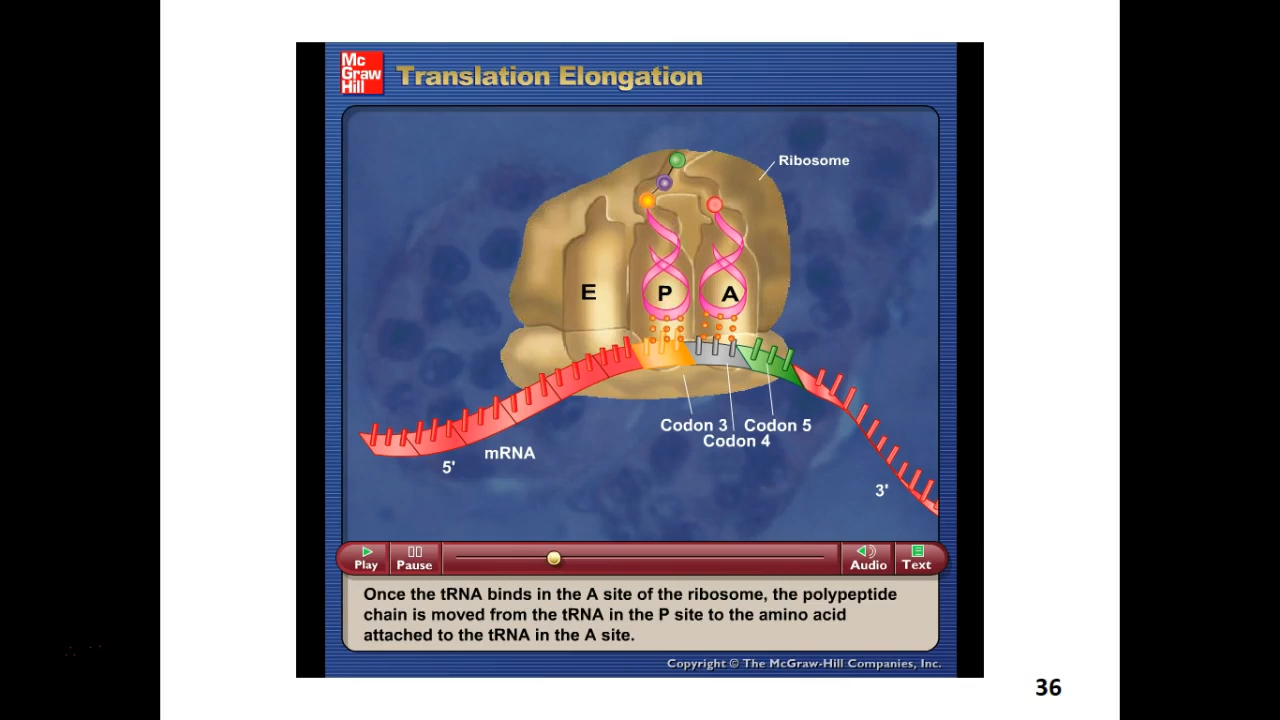 Mc
Graw
Hill
Translation Elongation
Ribosome
E
P
A
Codon 3
Codon 5
Codon 4
mRNA
5'
3'
Play
Pause
Audio
Text
Once the tRNA binds in the A site of the ribosome, the polypeptide
chain is moved from the tRNA in the P site to the amino acid
attached to the tRNA in the A site.
Copyright © The McGraw-Hill Companies, Inc.
36